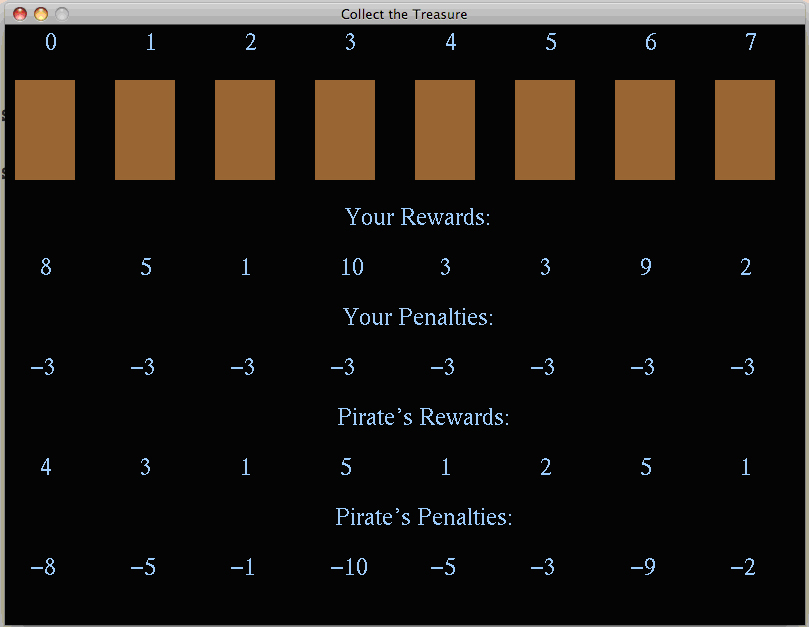 Collect the Treasure
0 1 2 3 4 5 6 7
Your Rewards:
8 5 1 10 3 3 9 2
Your Penalties:
−3 −3 −3 −3 −3 −3 −3 −3
Pirate’s Rewards:
4 3 1 5 1 2 5 1
Pirate’s Penalties:
−8 −5 −1 −10 −5 −3 −9 −2